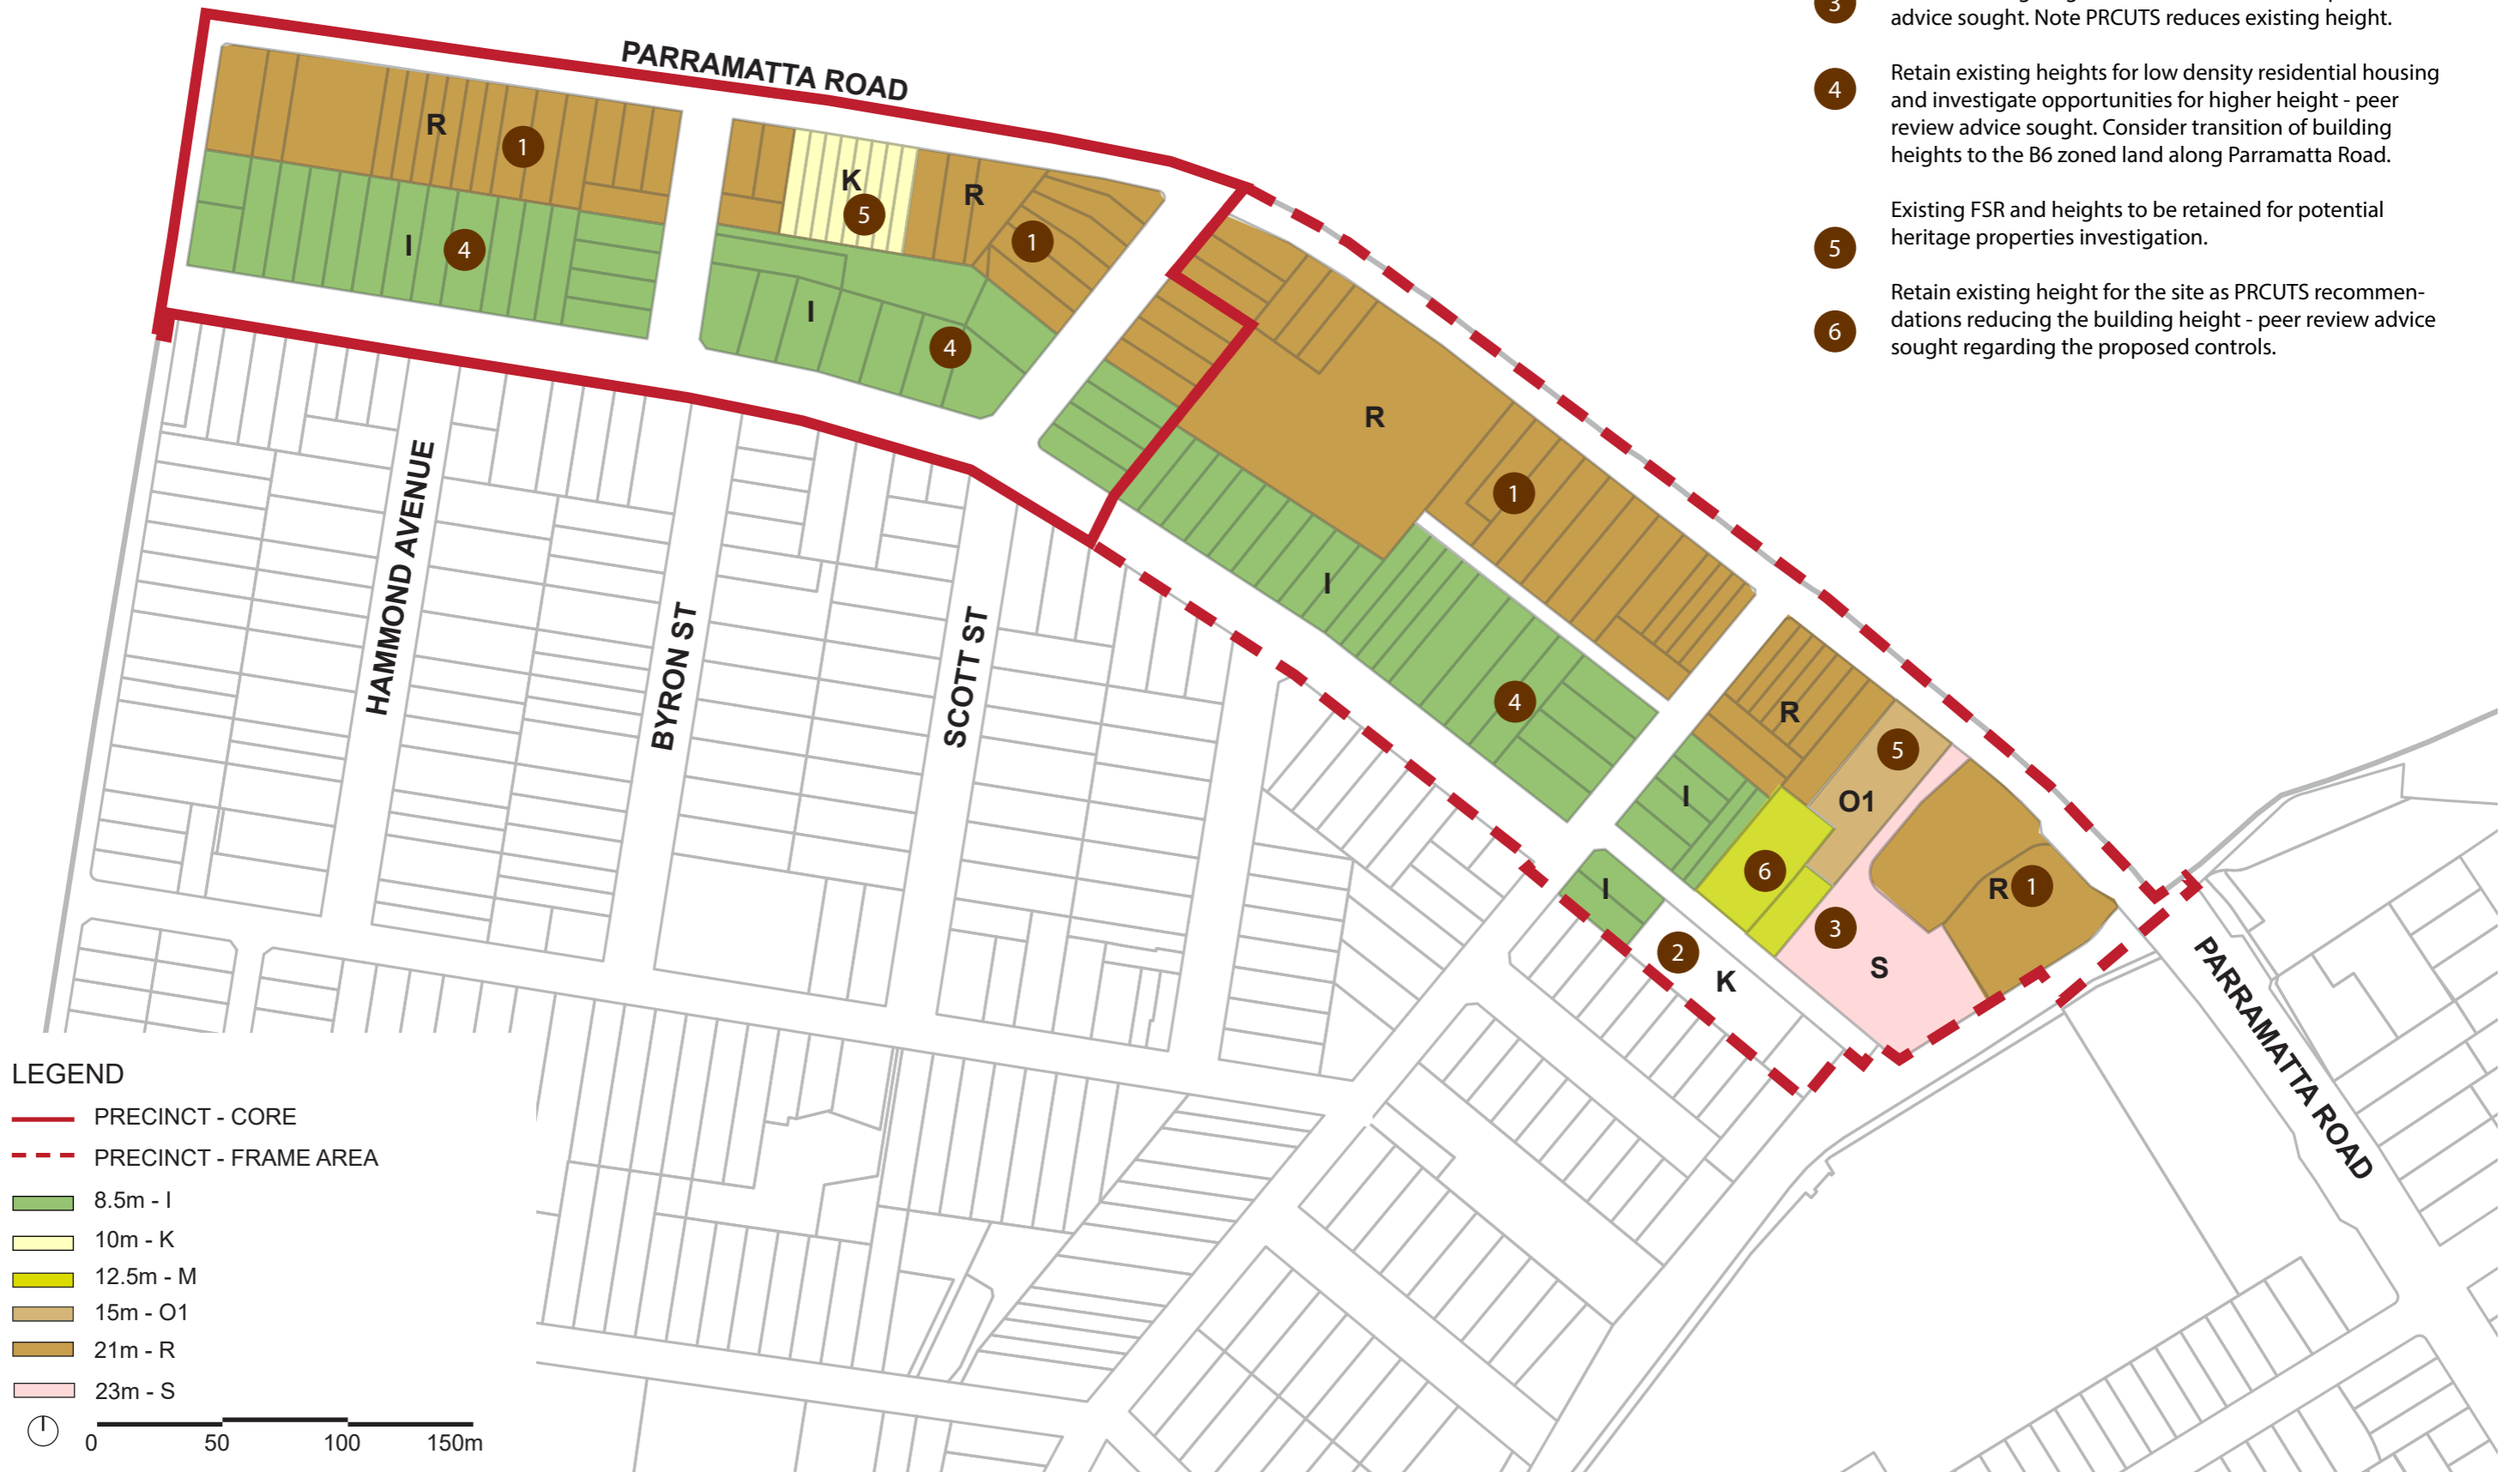 3
advice sought. Note PRCUTS reduces existing height.
4
Retain existing heights for low density residential housing
and investigate opportunities for higher height - peer
review advice sought. Consider transition of building
heights to the B6 zoned land along Parramatta Road.
5
Existing FSR and heights to be retained for potential
heritage properties investigation.
6
Retain existing height for the site as PRCUTS recommen-
dations reducing the building height - peer review advice
sought regarding the proposed controls.
PARRAMATTA ROAD
R
1
K
5
R
1
I
4
I
4
R
1
I
4
R
5
O1
I
6
R
1
I
3
2
K
S
HAMMOND AVENUE
BYRON ST
SCOTT ST
PARRAMATTA ROAD
LEGEND
PRECINCT - CORE
PRECINCT - FRAME AREA
8.5m - I
10m - K
12.5m - M
15m - O1
21m - R
23m - S
0 50 100 150m